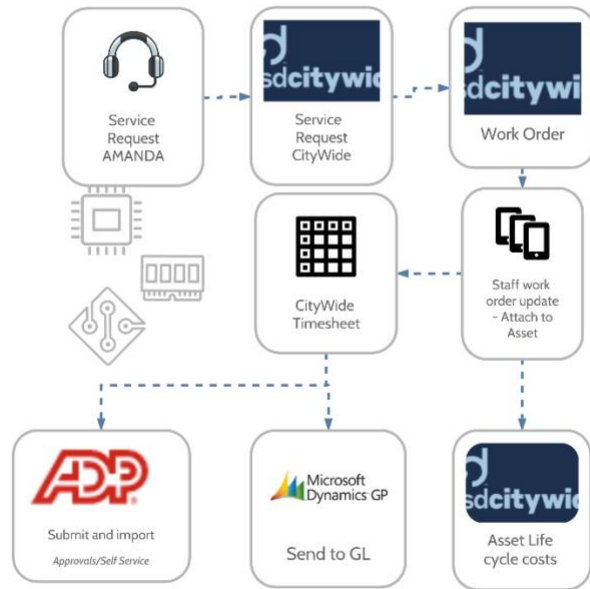 Service
Request
AMANDA
sdcitywi
Service
Request
CityWide
sdcitywi
Work Order
CityWide
Timesheet
Staff work
order update
- Attach to
Asset
ADP
Submit and import
Approvals/Self Service
Microsoft
Dynamics GP
Send to GL
sdcitywi
Asset Life
cycle costs